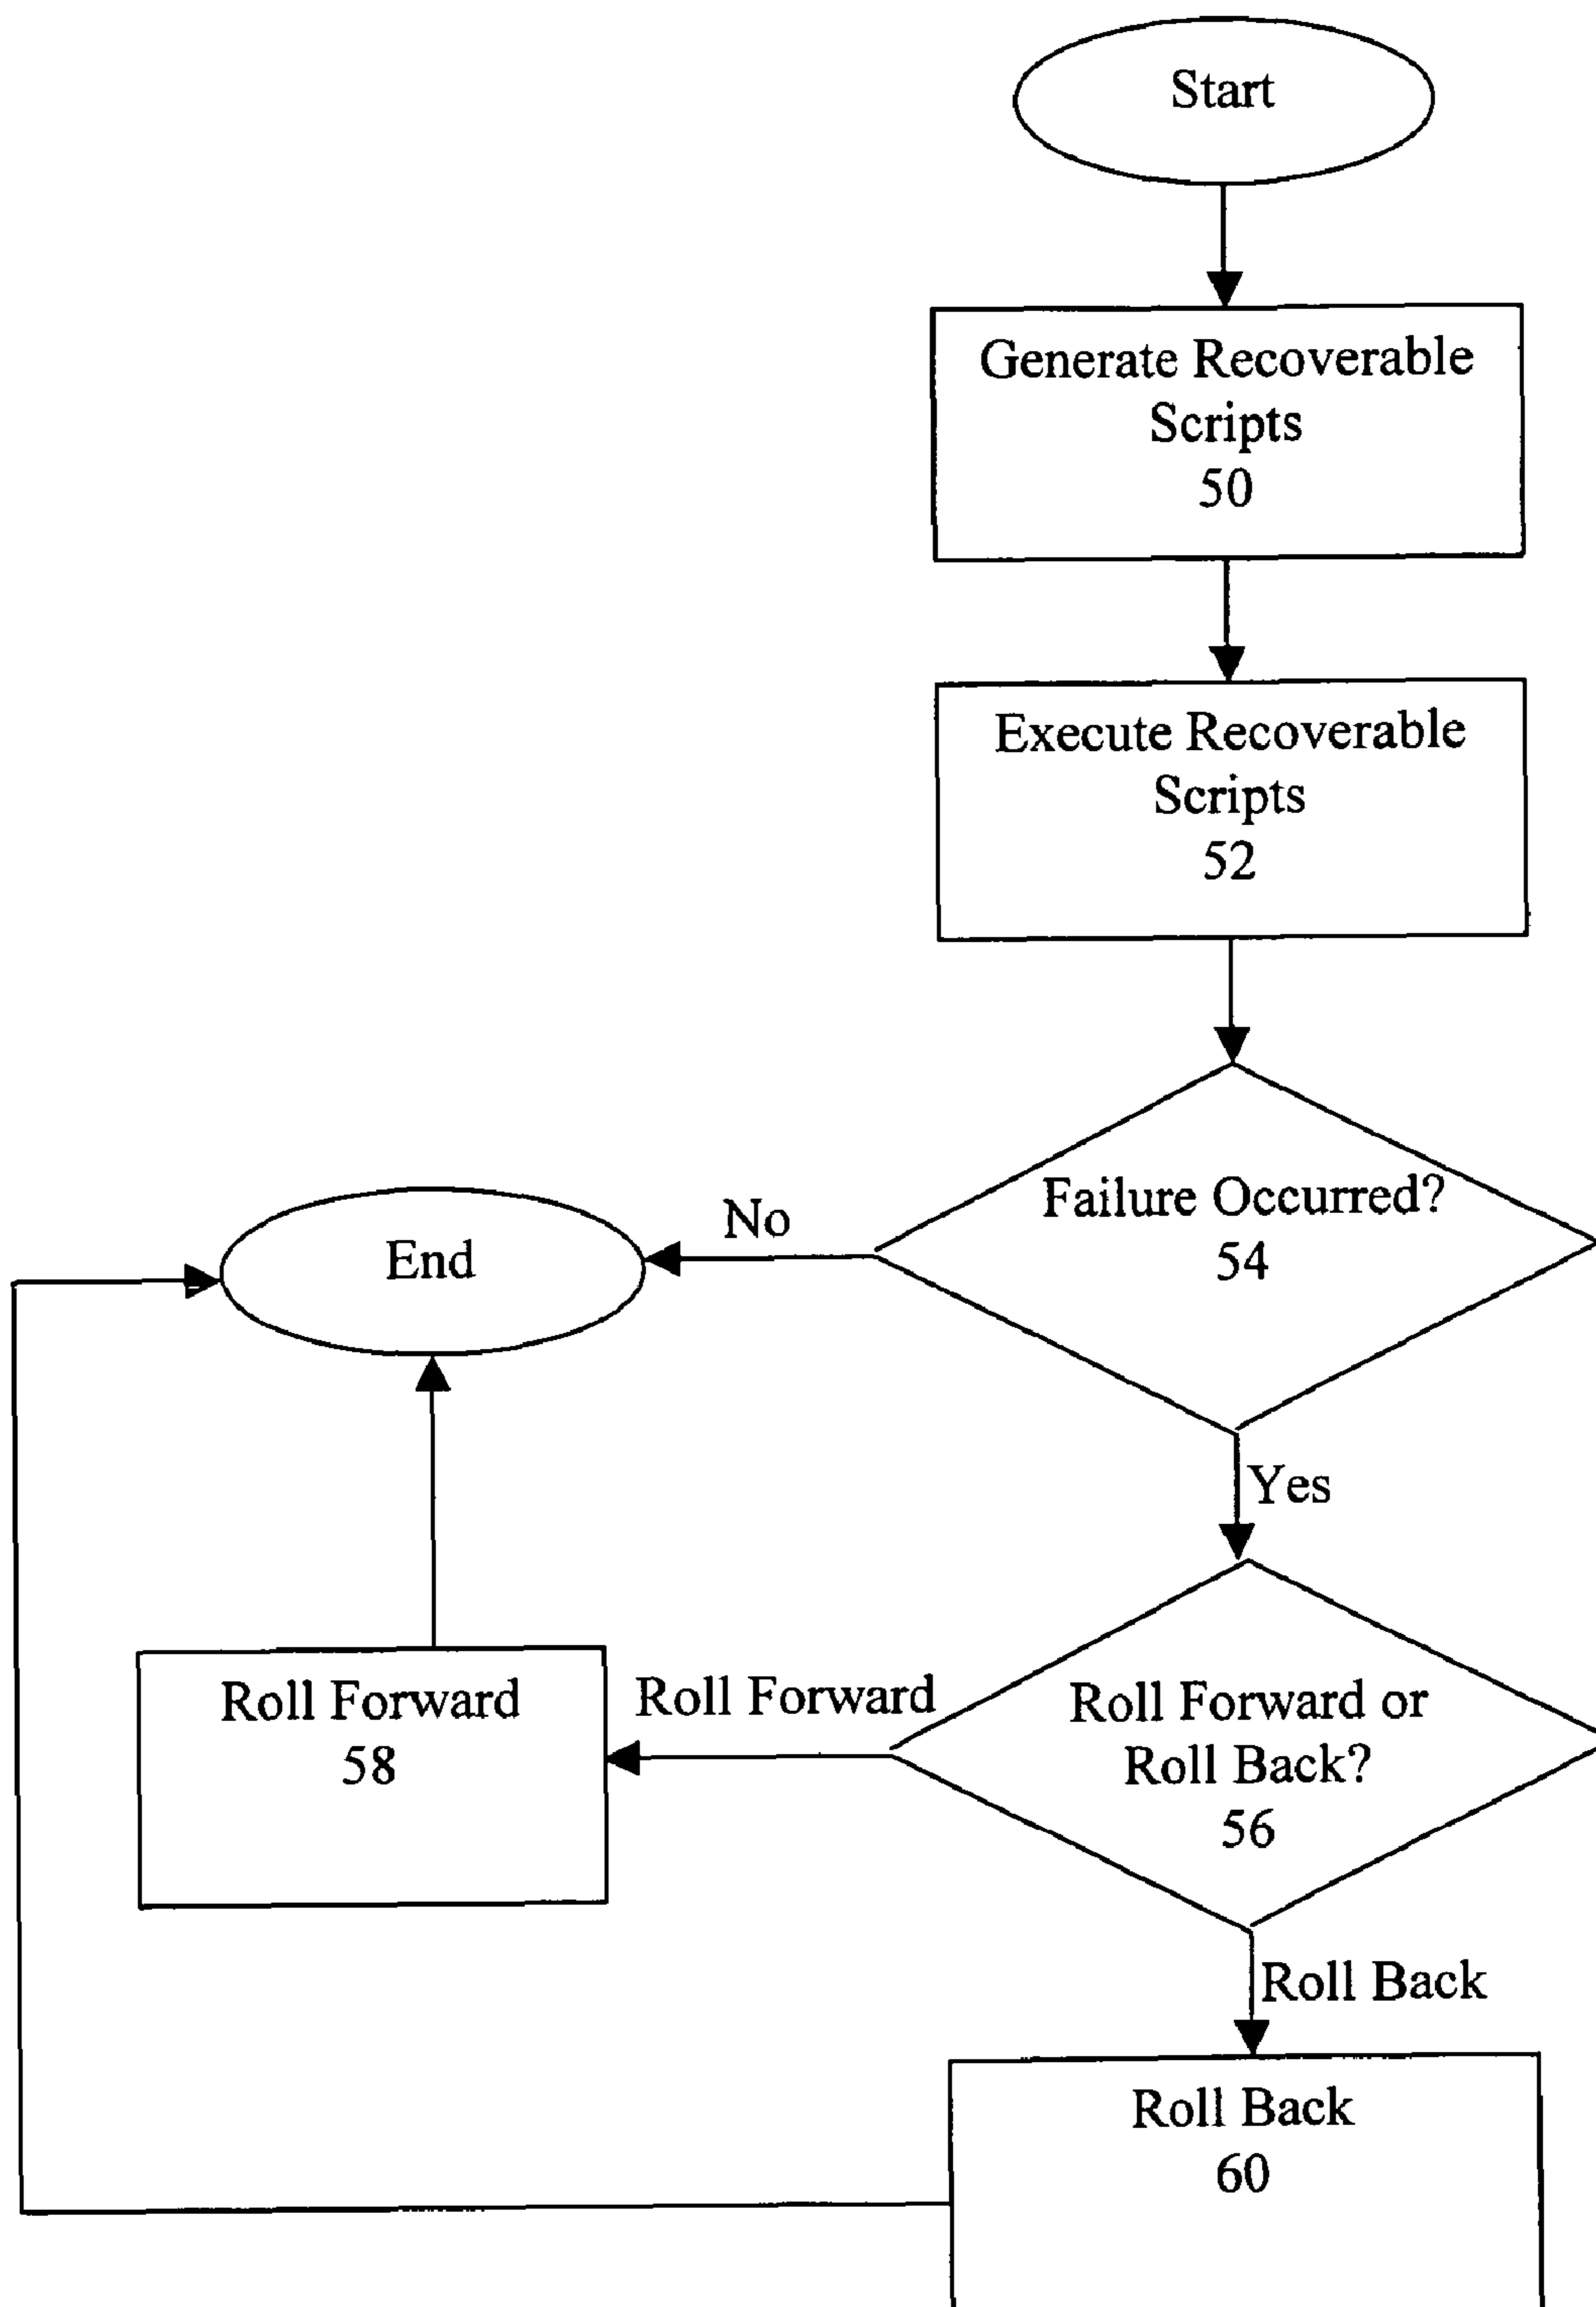 Start
Generate Recoverable
Scripts
50
Execute Recoverable
Scripts
52
Failure Occurred?
54
No
End
Yes
Roll Forward or
Roll Back?
56
Roll Forward
Roll Forward
58
Roll Back
Roll Back
60